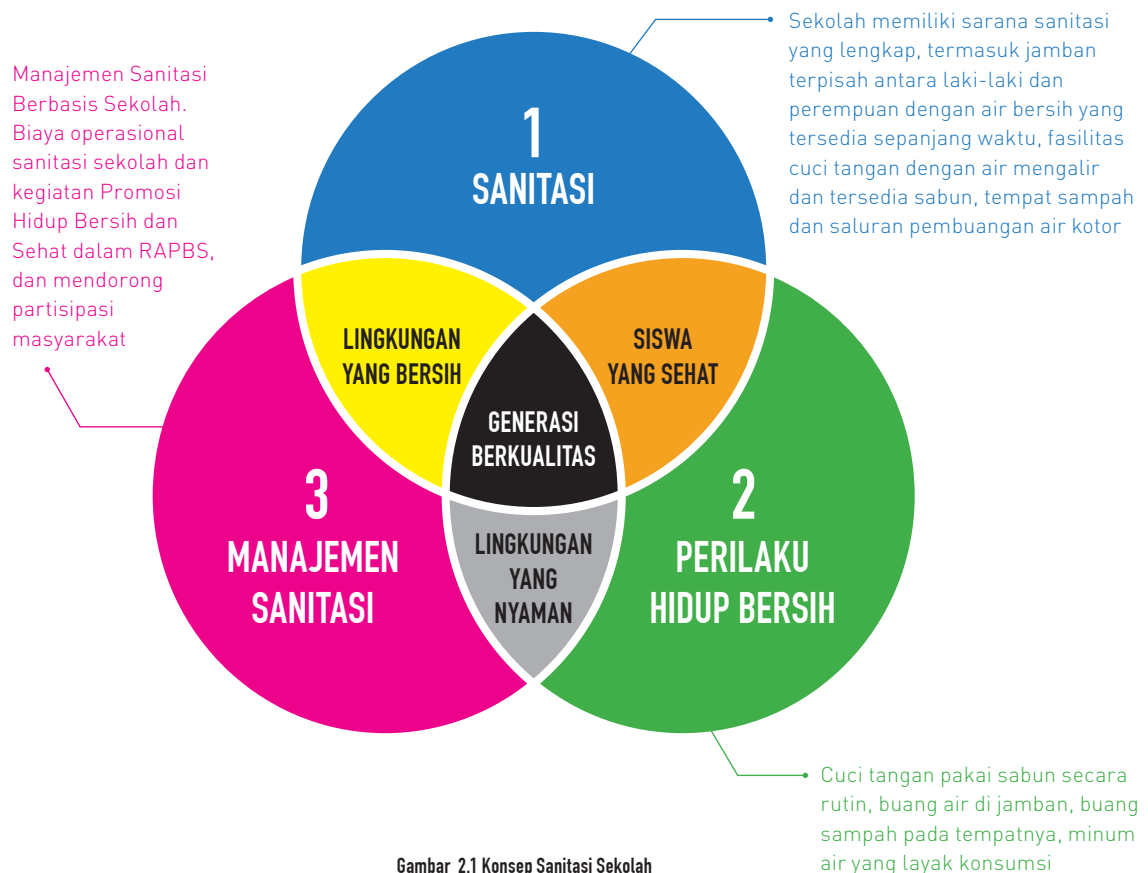 Manajemen Sanitasi
Berbasis Sekolah.
Biaya operasional
sanitasi sekolah dan
kegiatan Promosi
Hidup Bersih dan
Sehat dalam RAPBS,
dan mendorong
partisipasi
masyarakat
Sekolah memiliki sarana sanitasi
yang lengkap, termasuk jamban
terpisah antara laki-laki dan
perempuan dengan air bersih yang
tersedia sepanjang waktu, fasilitas
cuci tangan dengan air mengalir
dan tersedia sabun, tempat sampah
dan saluran pembuangan air kotor
1
SANITASI
LINGKUNGAN
YANG BERSIH
SISWA
YANG SEHAT
GENERASI
BERKUALITAS
3
MANAJEMEN
SANITASI
LINGKUNGAN
YANG
NYAMAN
2
PERILAKU
HIDUP BERSIH
Cuci tangan pakai sabun secara
rutin, buang air di jamban, buang
sampah pada tempatnya, minum
air yang layak konsumsi
Gambar 2.1 Konsep Sanitasi Sekolah